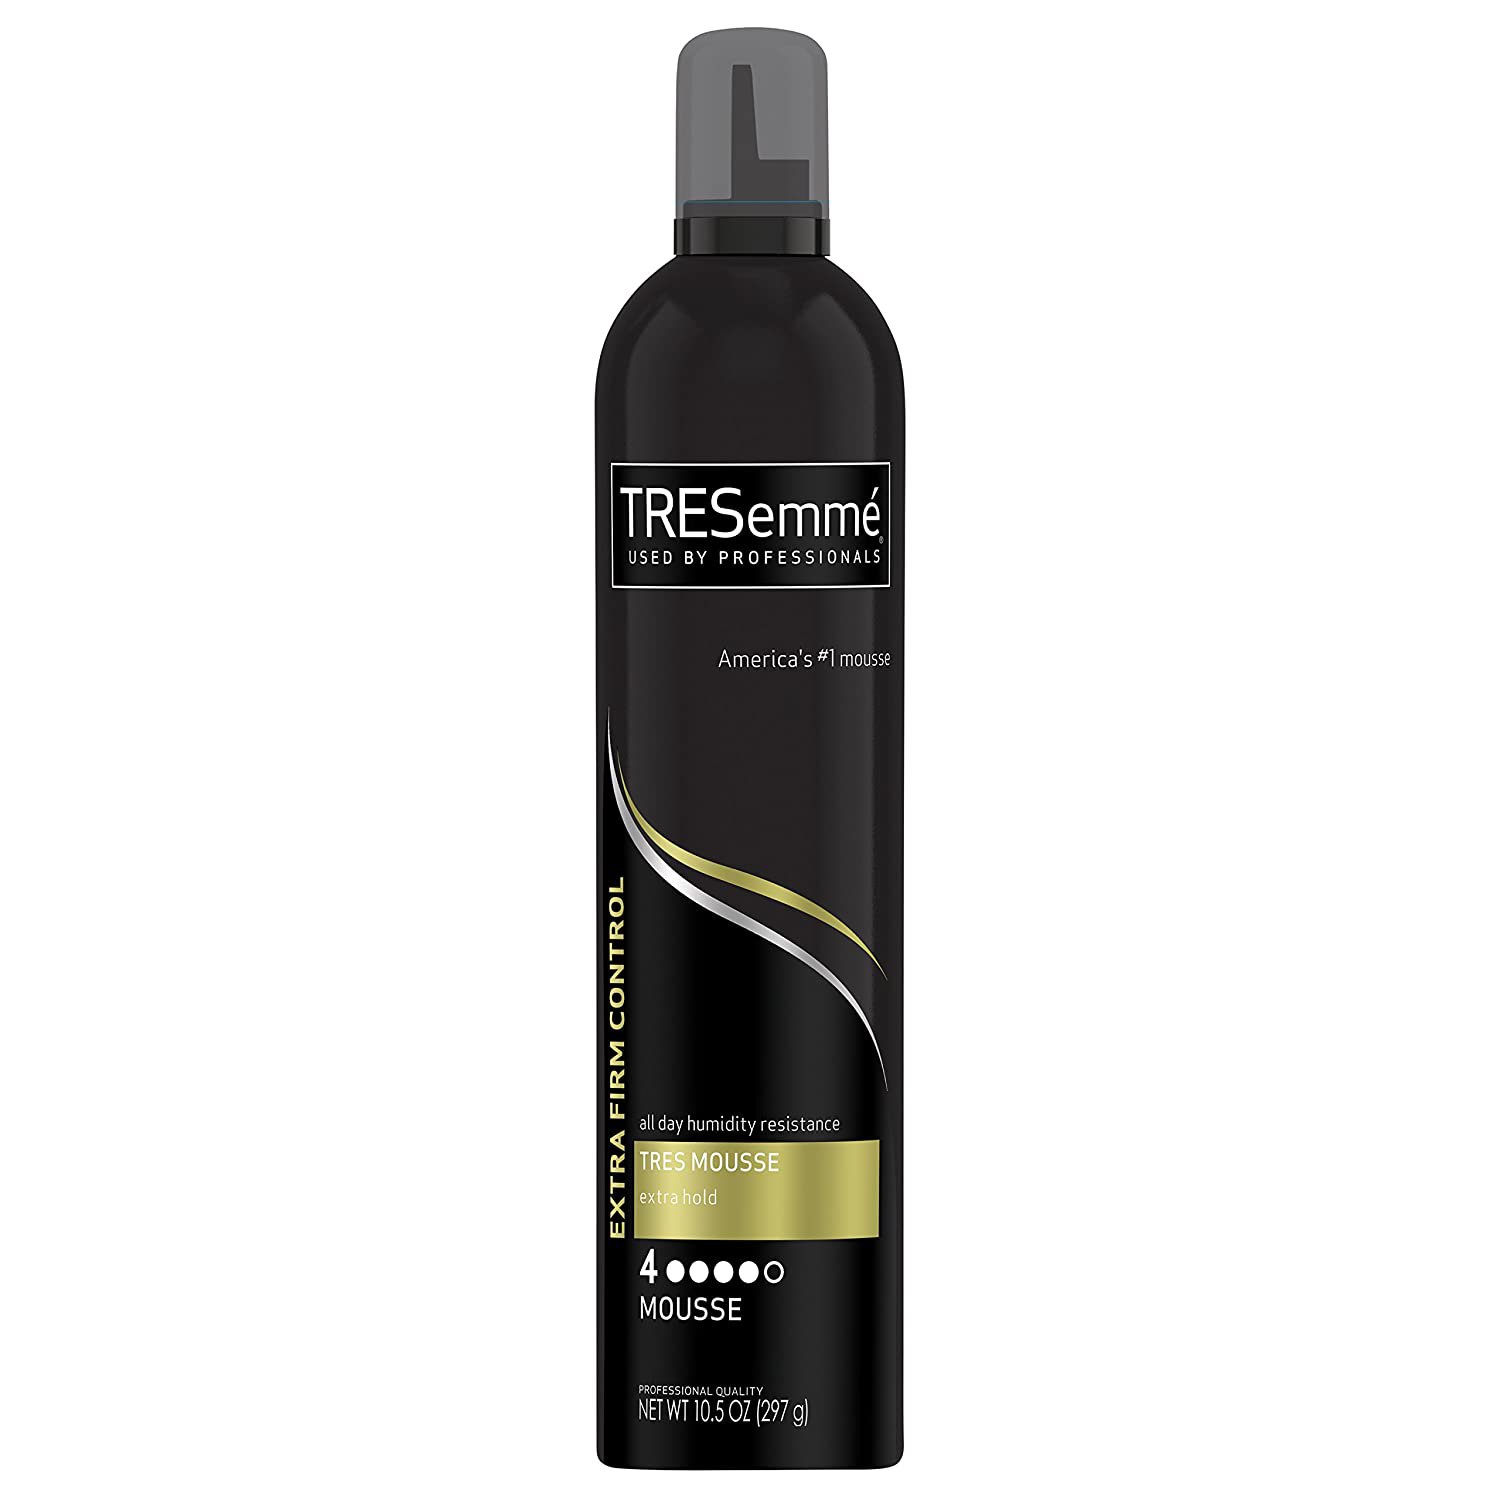 TRESemmé®
USED BY PROFESSIONALS
America's #1 mousse
EXTRA FIRM CONTROL
all day humidity resistance
TRES MOUSSE
extra hold
4
MOUSSE
PROFESSIONAL QUALITY
NET WT 10.5 OZ (297 g)